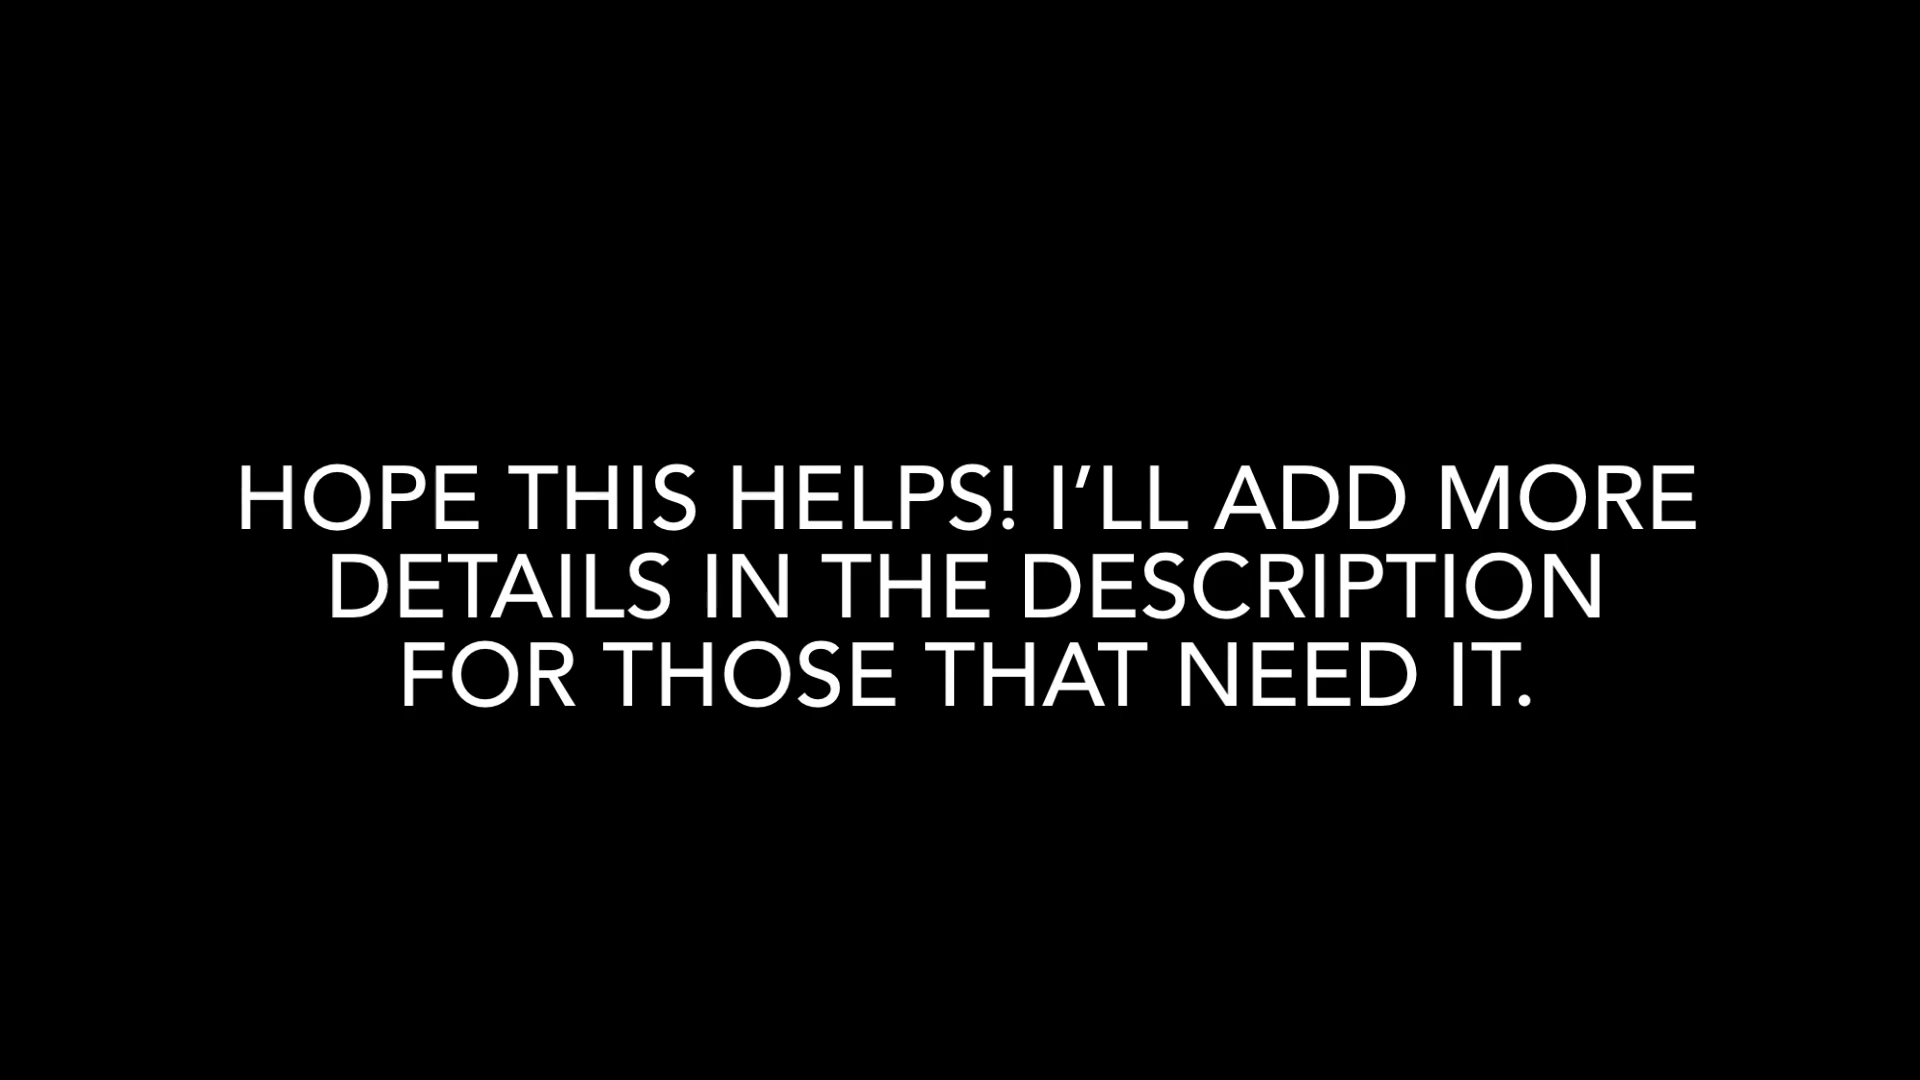 HOPE THIS HELPS! I’LL ADD MORE
DETAILS IN THE DESCRIPTION
FOR THOSE THAT NEED IT.